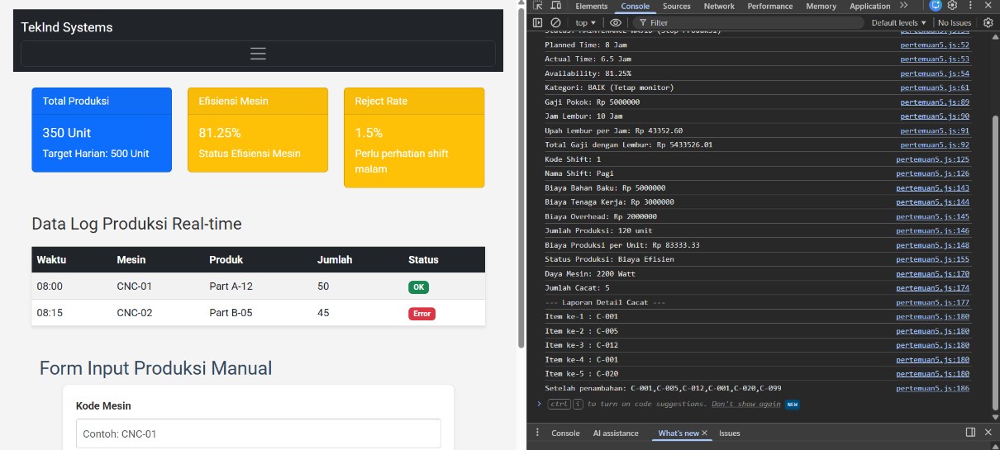 TekInd Systems
Total Produksi
350 Unit
Target Harian: 500 Unit
Efisiensi Mesin
81.25%
Status Efisiensi Mesin
Reject Rate
1.5%
Perlu perhatian shift
malam
Data Log Produksi Real-time
Waktu Mesin Produk Jumlah Status
08:00 CNC-01 Part A-12 50 OK
08:15 CNC-02 Part B-05 45 Error
Form Input Produksi Manual
Kode Mesin
Contoh: CNC-01
Elements Console Sources Network Performance Memory Application
top Filter Default levels No Issues
Planned Time: 8 Jam pertemuan5.js:52
Actual Time: 6.5 Jam pertemuan5.js:53
Availability: 81.25% pertemuan5.js:54
Kategori: BAIK (Tetap monitor) pertemuan5.js:61
Gaji Pokok: Rp 5000000 pertemuan5.js:89
Jam Lembur: 10 Jam pertemuan5.js:90
Upah Lembur per Jam: Rp 43352.60 pertemuan5.js:91
Total Gaji dengan Lembur: Rp 5433526.01 pertemuan5.js:92
Kode Shift: 1 pertemuan5.js:125
Nama Shift: Pagi pertemuan5.js:126
Biaya Bahan Baku: Rp 5000000 pertemuan5.js:143
Biaya Tenaga Kerja: Rp 3000000 pertemuan5.js:144
Biaya Overhead: Rp 2000000 pertemuan5.js:145
Jumlah Produksi: 120 unit pertemuan5.js:146
Biaya Produksi per Unit: Rp 83333.33 pertemuan5.js:148
Status Produksi: Biaya Efisien pertemuan5.js:155
Daya Mesin: 2200 Watt pertemuan5.js:170
Jumlah Cacat: 5 pertemuan5.js:174
--- Laporan Detail Cacat --- pertemuan5.js:177
Item ke-1 : C-001 pertemuan5.js:180
Item ke-2 : C-005 pertemuan5.js:180
Item ke-3 : C-012 pertemuan5.js:180
Item ke-4 : C-001 pertemuan5.js:180
Item ke-5 : C-020 pertemuan5.js:180
Setelah penambahan: C-001,C-005,C-012,C-001,C-020,C-099 pertemuan5.js:186
ctrl i to turn on code suggestions. Don't show again NEW
Console AI assistance What's new Issues